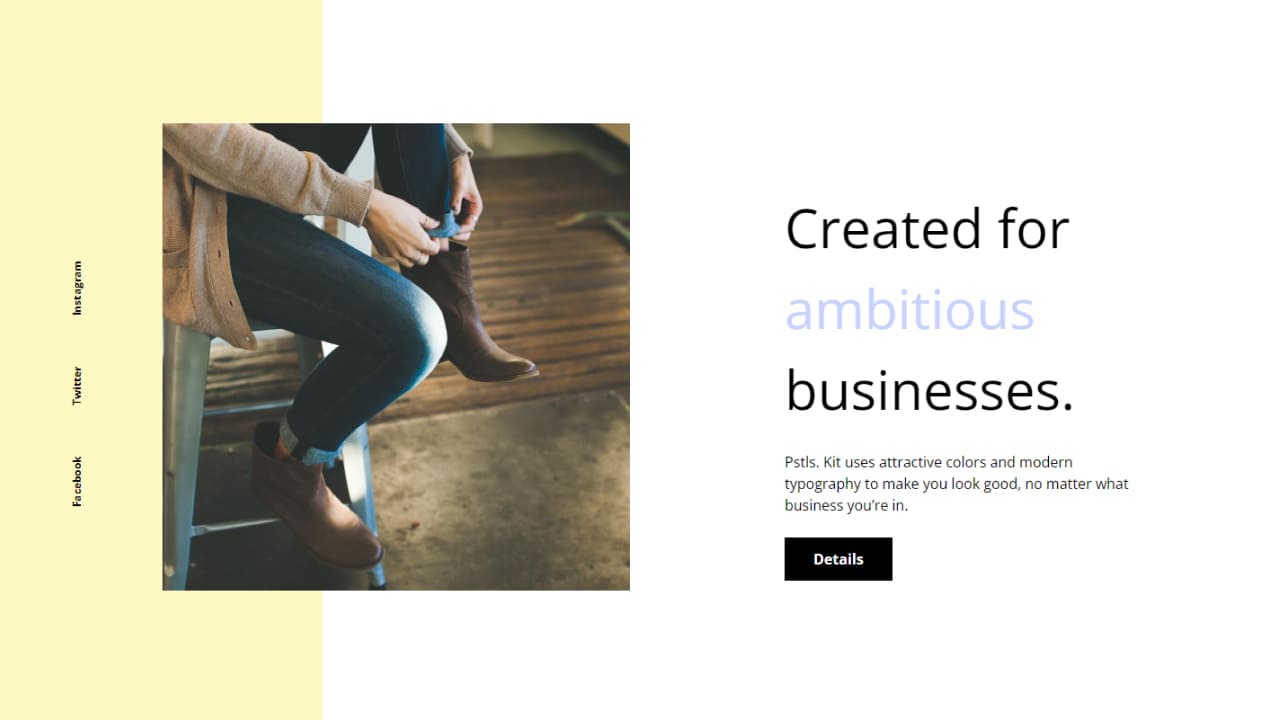 Instagram
Twitter
Facebook
Created for
ambitious
businesses.
Pstls. Kit uses attractive colors and modern
typography to make you look good, no matter what
business you're in.
Details